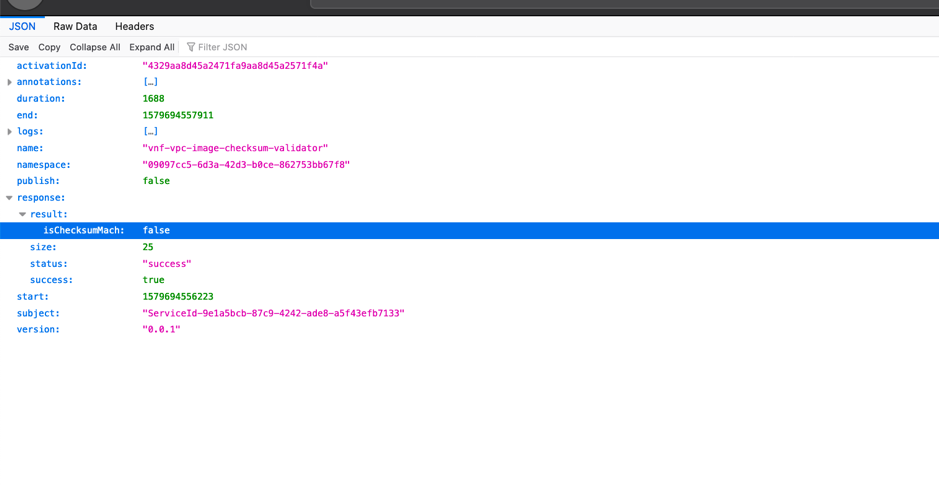 JSON Raw Data Headers
Save Copy Collapse All Expand All Filter JSON
activationId: "4329aa8d45a2471fa9aa8d45a2571f4a"
annotations: […]
duration: 1688
end: 1579694557911
logs: […]
name: "vnf-vpc-image-checksum-validator"
namespace: "09097cc5-6d3a-42d3-b0ce-862753bb67f8"
publish: false
response:
result:
isChecksumMach: false
size: 25
status: "success"
success: true
start: 1579694556223
subject: "ServiceId-9e1a5bcb-87c9-4242-ade8-a5f43efb7133"
version: "0.0.1"